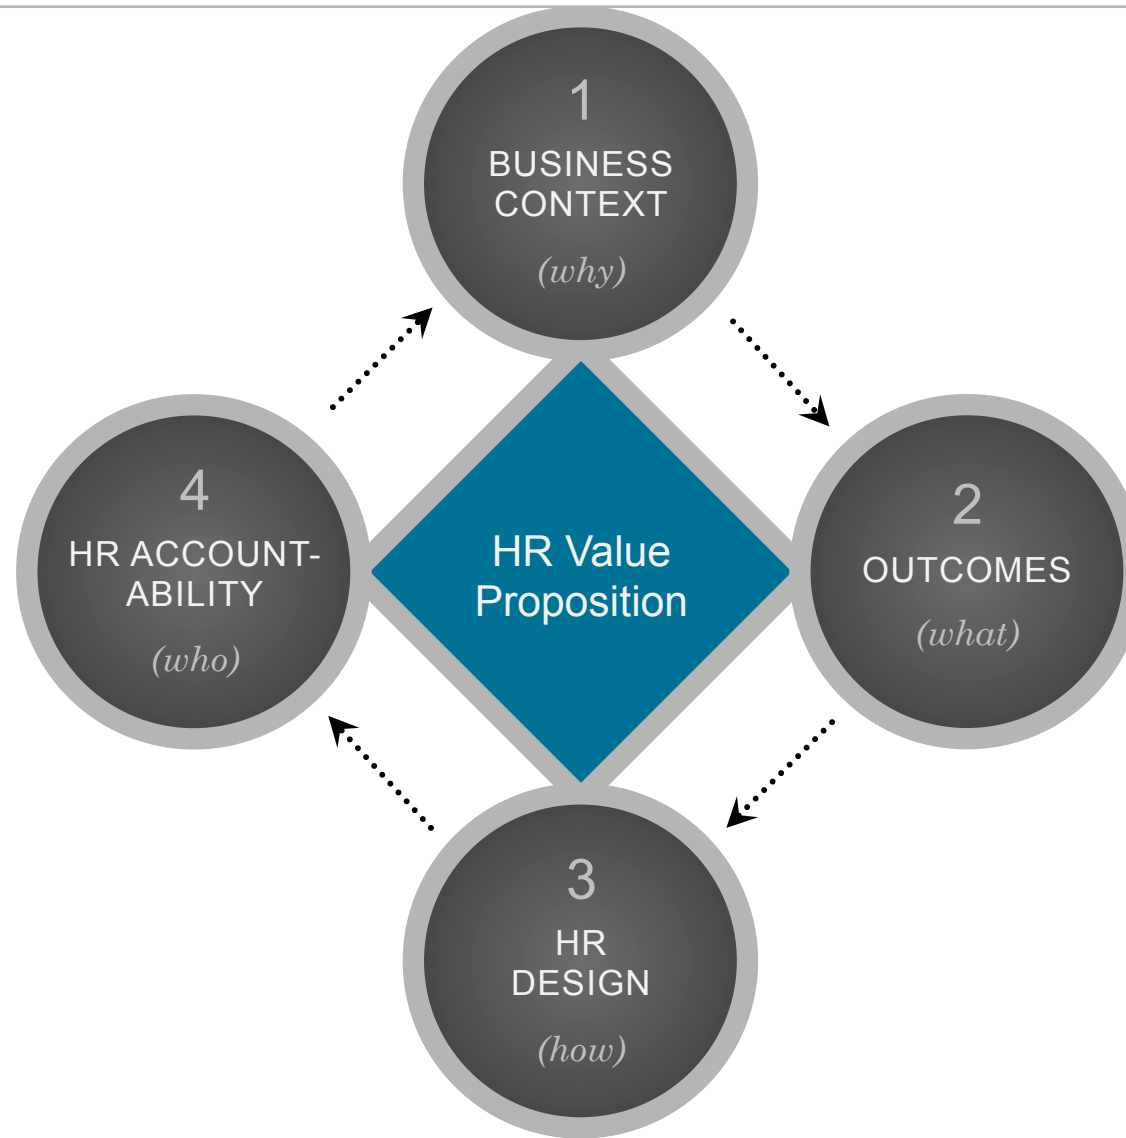 1
BUSINESS
CONTEXT
(why)
4
HR ACCOUNT-
ABILITY
(who)
HR Value
Proposition
2
OUTCOMES
(what)
3
HR
DESIGN
(how)